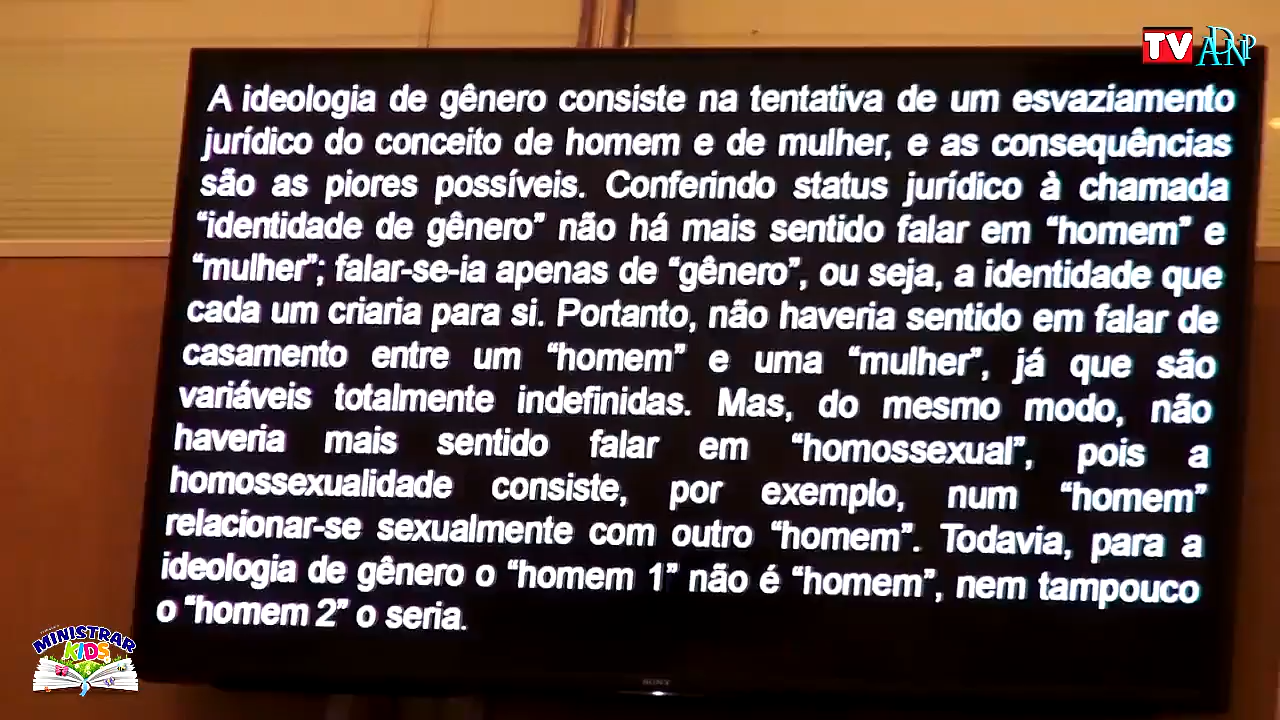 TV ADNP
A ideologia de gênero consiste na tentativa de um esvaziamento
jurídico do conceito de homem e de mulher, e as consequências
são as piores possíveis. Conferindo status jurídico à chamada
“identidade de gênero” não há mais sentido falar em “homem” e
“mulher”; falar-se-ia apenas de “gênero”, ou seja, a identidade que
cada um criaria para si. Portanto, não haveria sentido em falar de
casamento entre um “homem” e uma “mulher”, já que são
variáveis totalmente indefinidas. Mas, do mesmo modo, não
haveria mais sentido falar em “homossexual”, pois a
homossexualidade consiste, por exemplo, num “homem”
relacionar-se sexualmente com outro “homem”. Todavia, para a
ideologia de gênero o “homem 1” não é “homem”, nem tampouco
o “homem 2” o seria.
MINISTRAR
KIDS
SONY